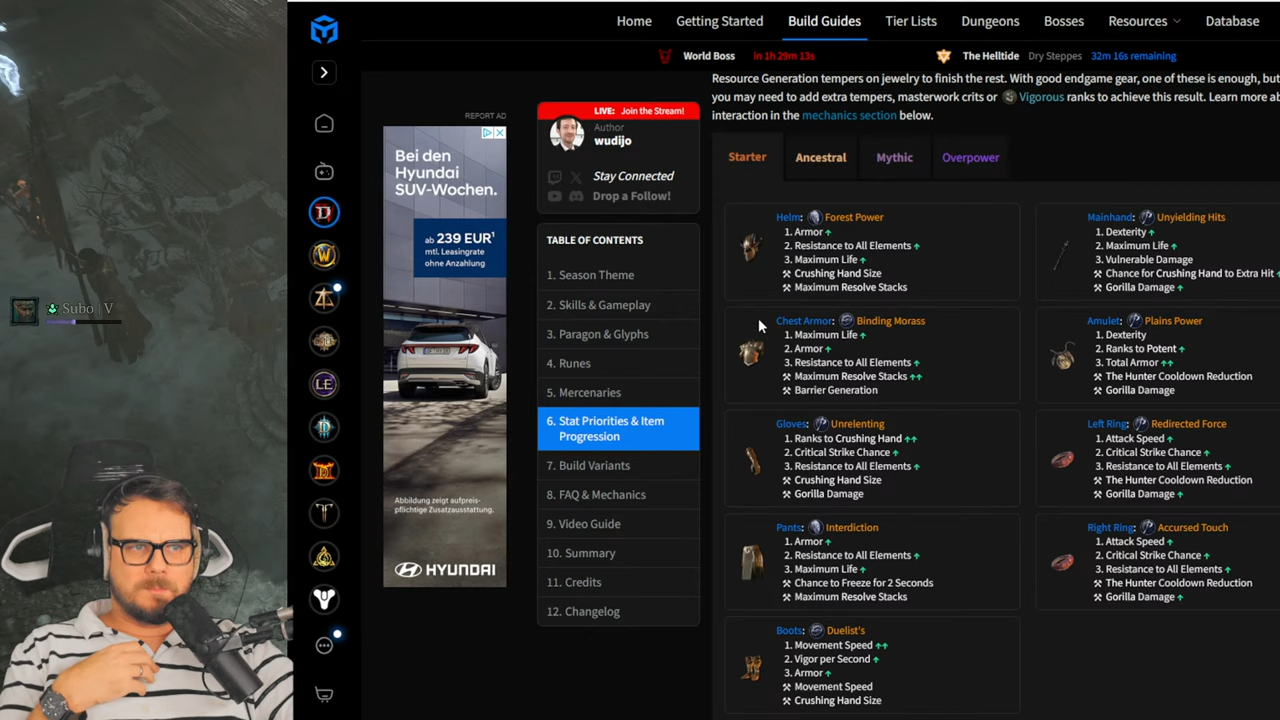 Home Getting Started Build Guides Tier Lists Dungeons Bosses Resources Database
World Boss in 1h 29m 13s The Helltide Dry Steppes 32m 16s remaining
Resource Generation tempers on jewelry to finish the rest. With good endgame gear, one of these is enough, but
you may need to add extra tempers, masterwork crits or Vigorous ranks to achieve this result. Learn more ab
interaction in the mechanics section below.
REPORT AD
Bei den
Hyundai
SUV-Wochen.
ab 239 EUR¹
mtl. Leasingrate
ohne Anzahlung
Abbildung zeigt aufpreis-
pflichtige Zusatzausstattung.
HYUNDAI
LIVE: Join the Stream!
Author
wudijo
Stay Connected
Drop a Follow!
TABLE OF CONTENTS
1. Season Theme
2. Skills & Gameplay
3. Paragon & Glyphs
4. Runes
5. Mercenaries
6. Stat Priorities & Item
Progression
7. Build Variants
8. FAQ & Mechanics
9. Video Guide
10. Summary
11. Credits
12. Changelog
Starter Ancestral Mythic Overpower
Helm: Forest Power
1. Armor
2. Resistance to All Elements
3. Maximum Life
Crushing Hand Size
Maximum Resolve Stacks
Chest Armor: Binding Morass
1. Maximum Life
2. Armor
3. Resistance to All Elements
Maximum Resolve Stacks
Barrier Generation
Gloves: Unrelenting
1. Ranks to Crushing Hand
2. Critical Strike Chance
3. Resistance to All Elements
Crushing Hand Size
Gorilla Damage
Pants: Interdiction
1. Armor
2. Resistance to All Elements
3. Maximum Life
Chance to Freeze for 2 Seconds
Maximum Resolve Stacks
Boots: Duelist's
1. Movement Speed
2. Vigor per Second
3. Armor
Movement Speed
Crushing Hand Size
Mainhand: Unyielding Hits
1. Dexterity
2. Maximum Life
3. Vulnerable Damage
Chance for Crushing Hand to Extra Hit
Gorilla Damage
Amulet: Plains Power
1. Dexterity
2. Ranks to Potent
3. Total Armor
The Hunter Cooldown Reduction
Gorilla Damage
Left Ring: Redirected Force
1. Attack Speed
2. Critical Strike Chance
3. Resistance to All Elements
The Hunter Cooldown Reduction
Gorilla Damage
Right Ring: Accursed Touch
1. Attack Speed
2. Critical Strike Chance
3. Resistance to All Elements
The Hunter Cooldown Reduction
Gorilla Damage
Subo | V
LE